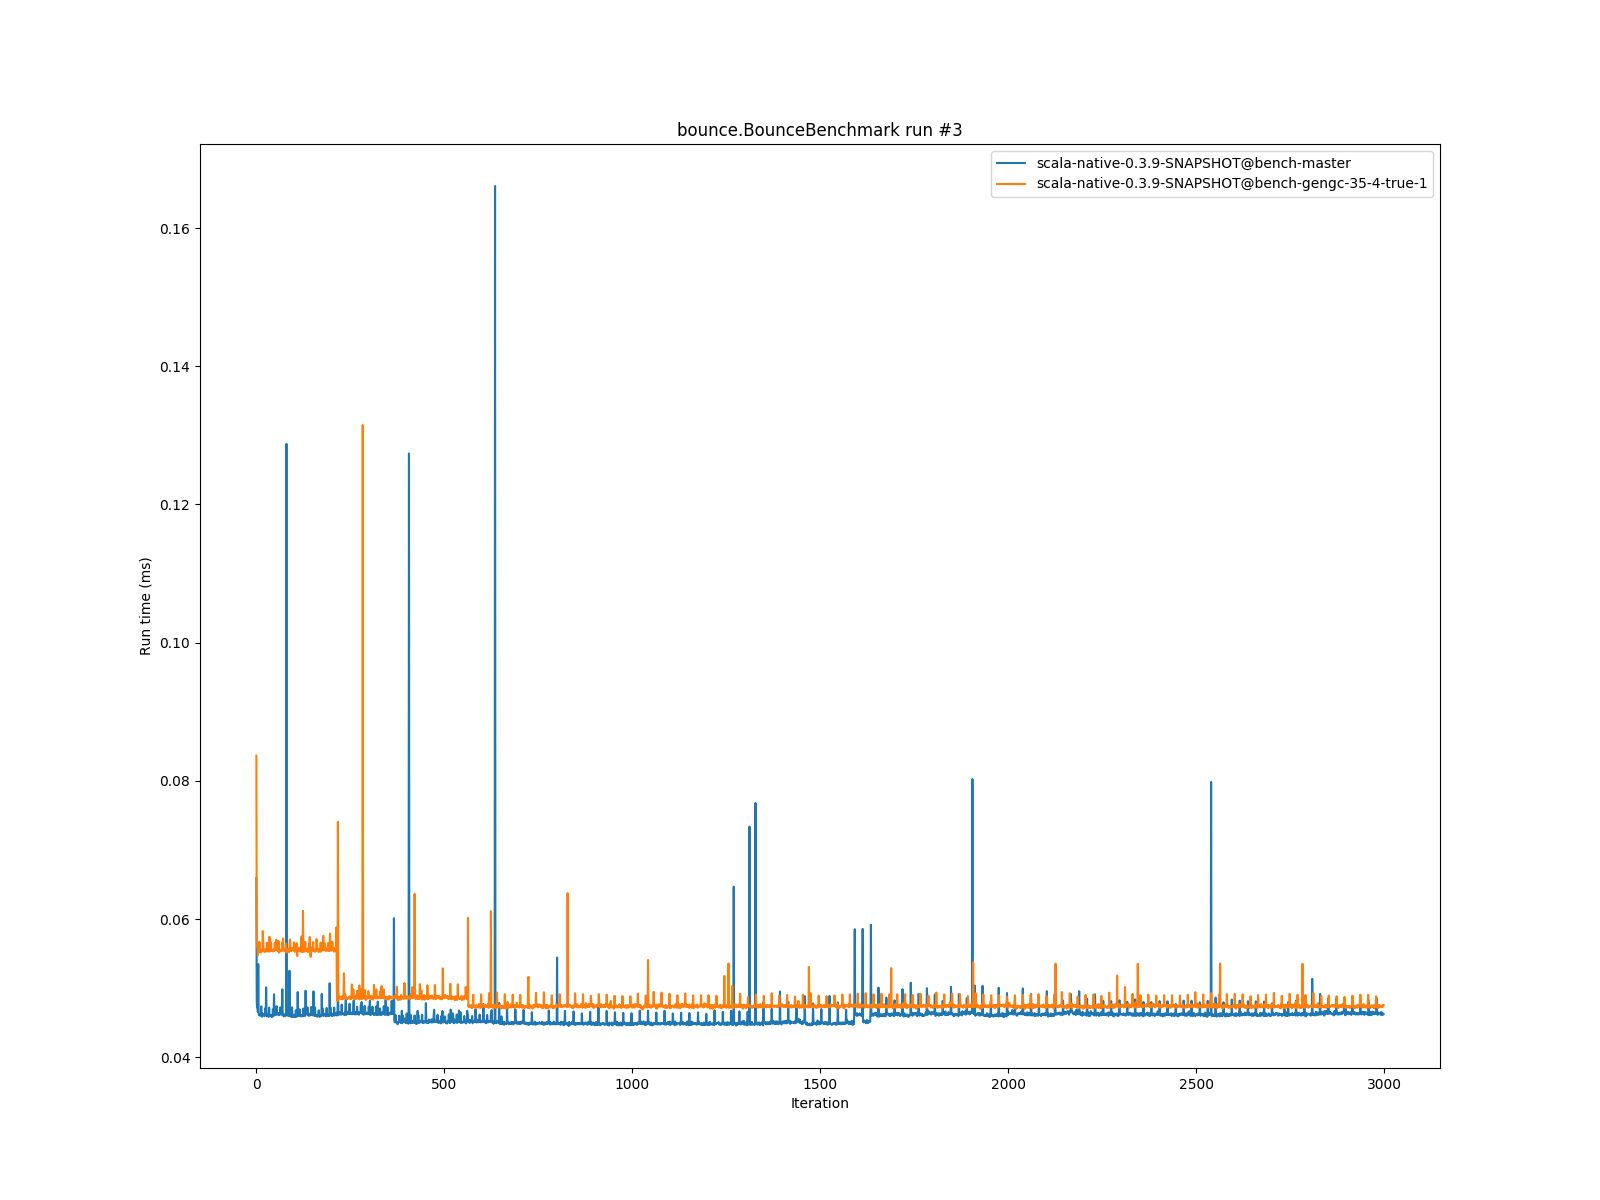 bounce.BounceBenchmark run #3
scala-native-0.3.9-SNAPSHOT@bench-master
scala-native-0.3.9-SNAPSHOT@bench-gengc-35-4-true-1
Run time (ms)
0.16
0.14
0.12
0.10
0.08
0.06
0.04
0 500 1000 1500 2000 2500 3000
Iteration